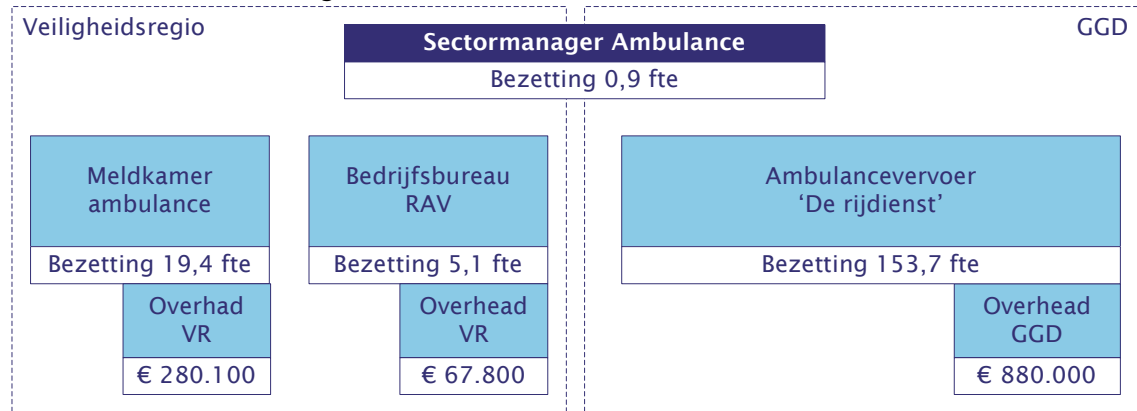 Veiligheidsregio
GGD
Sectormanager Ambulance
Bezetting 0,9 fte
Meldkamer
ambulance
Bezetting 19,4 fte
Overhad
VR
€ 280.100
Bedrijfsbureau
RAV
Bezetting 5,1 fte
Overhead
VR
€ 67.800
Ambulancevervoer
‘De rijdienst’
Bezetting 153,7 fte
Overhead
GGD
€ 880.000